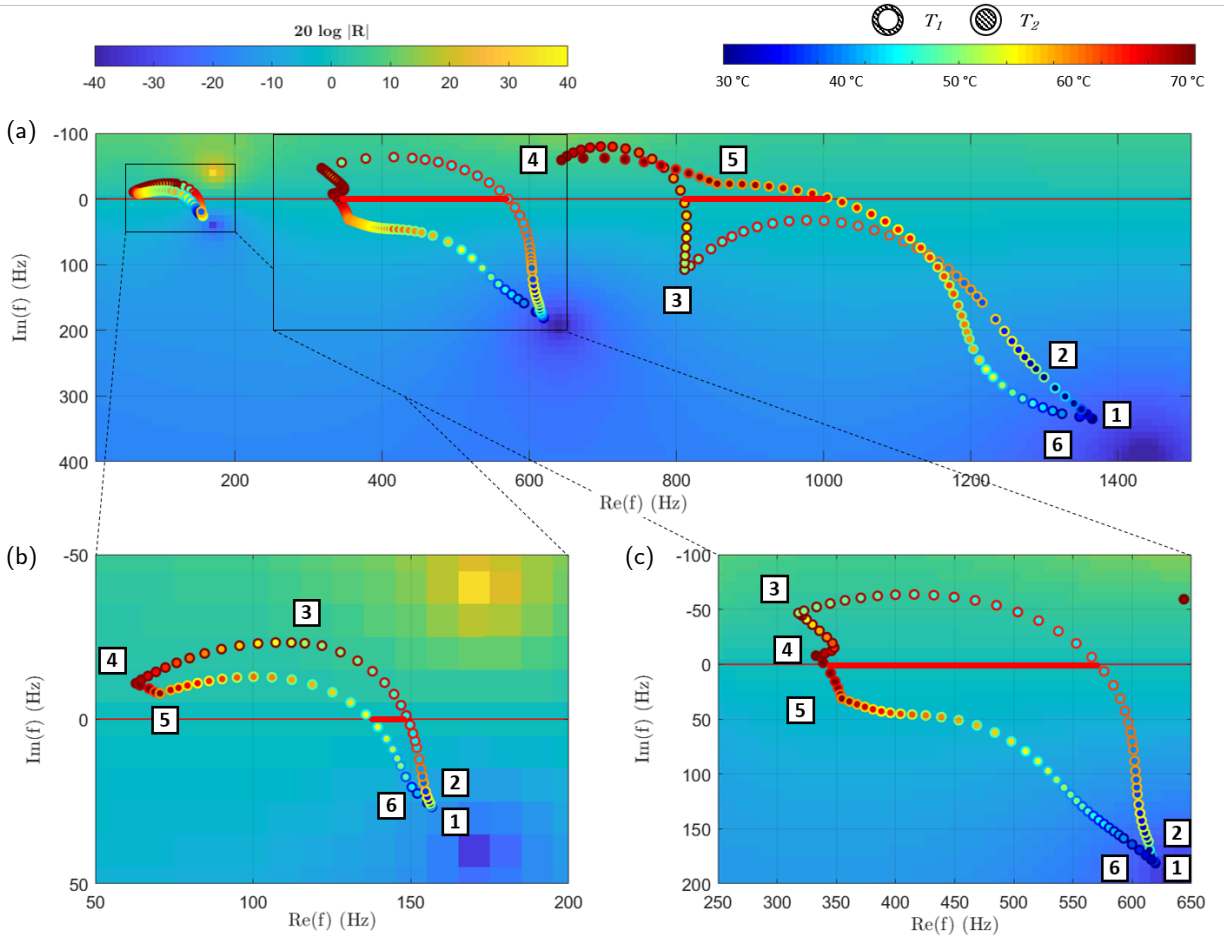 20 log |R|
-40 -30 -20 -10 0 10 20 30 40
T1 T2
30 °C 40 °C 50 °C 60 °C 70 °C
(a)
-100
0
100
200
300
400
Im(f) (Hz)
4 5 3 2 1 6
200 400 600 800 1000 1200 1400
Re(f) (Hz)
(b)
-50
0
50
Im(f) (Hz)
3 4 5 2 6 1
50 100 150 200
Re(f) (Hz)
(c)
-100
-50
0
50
100
150
200
Im(f) (Hz)
3 4 5 2 6 1
250 300 350 400 450 500 550 600 650
Re(f) (Hz)